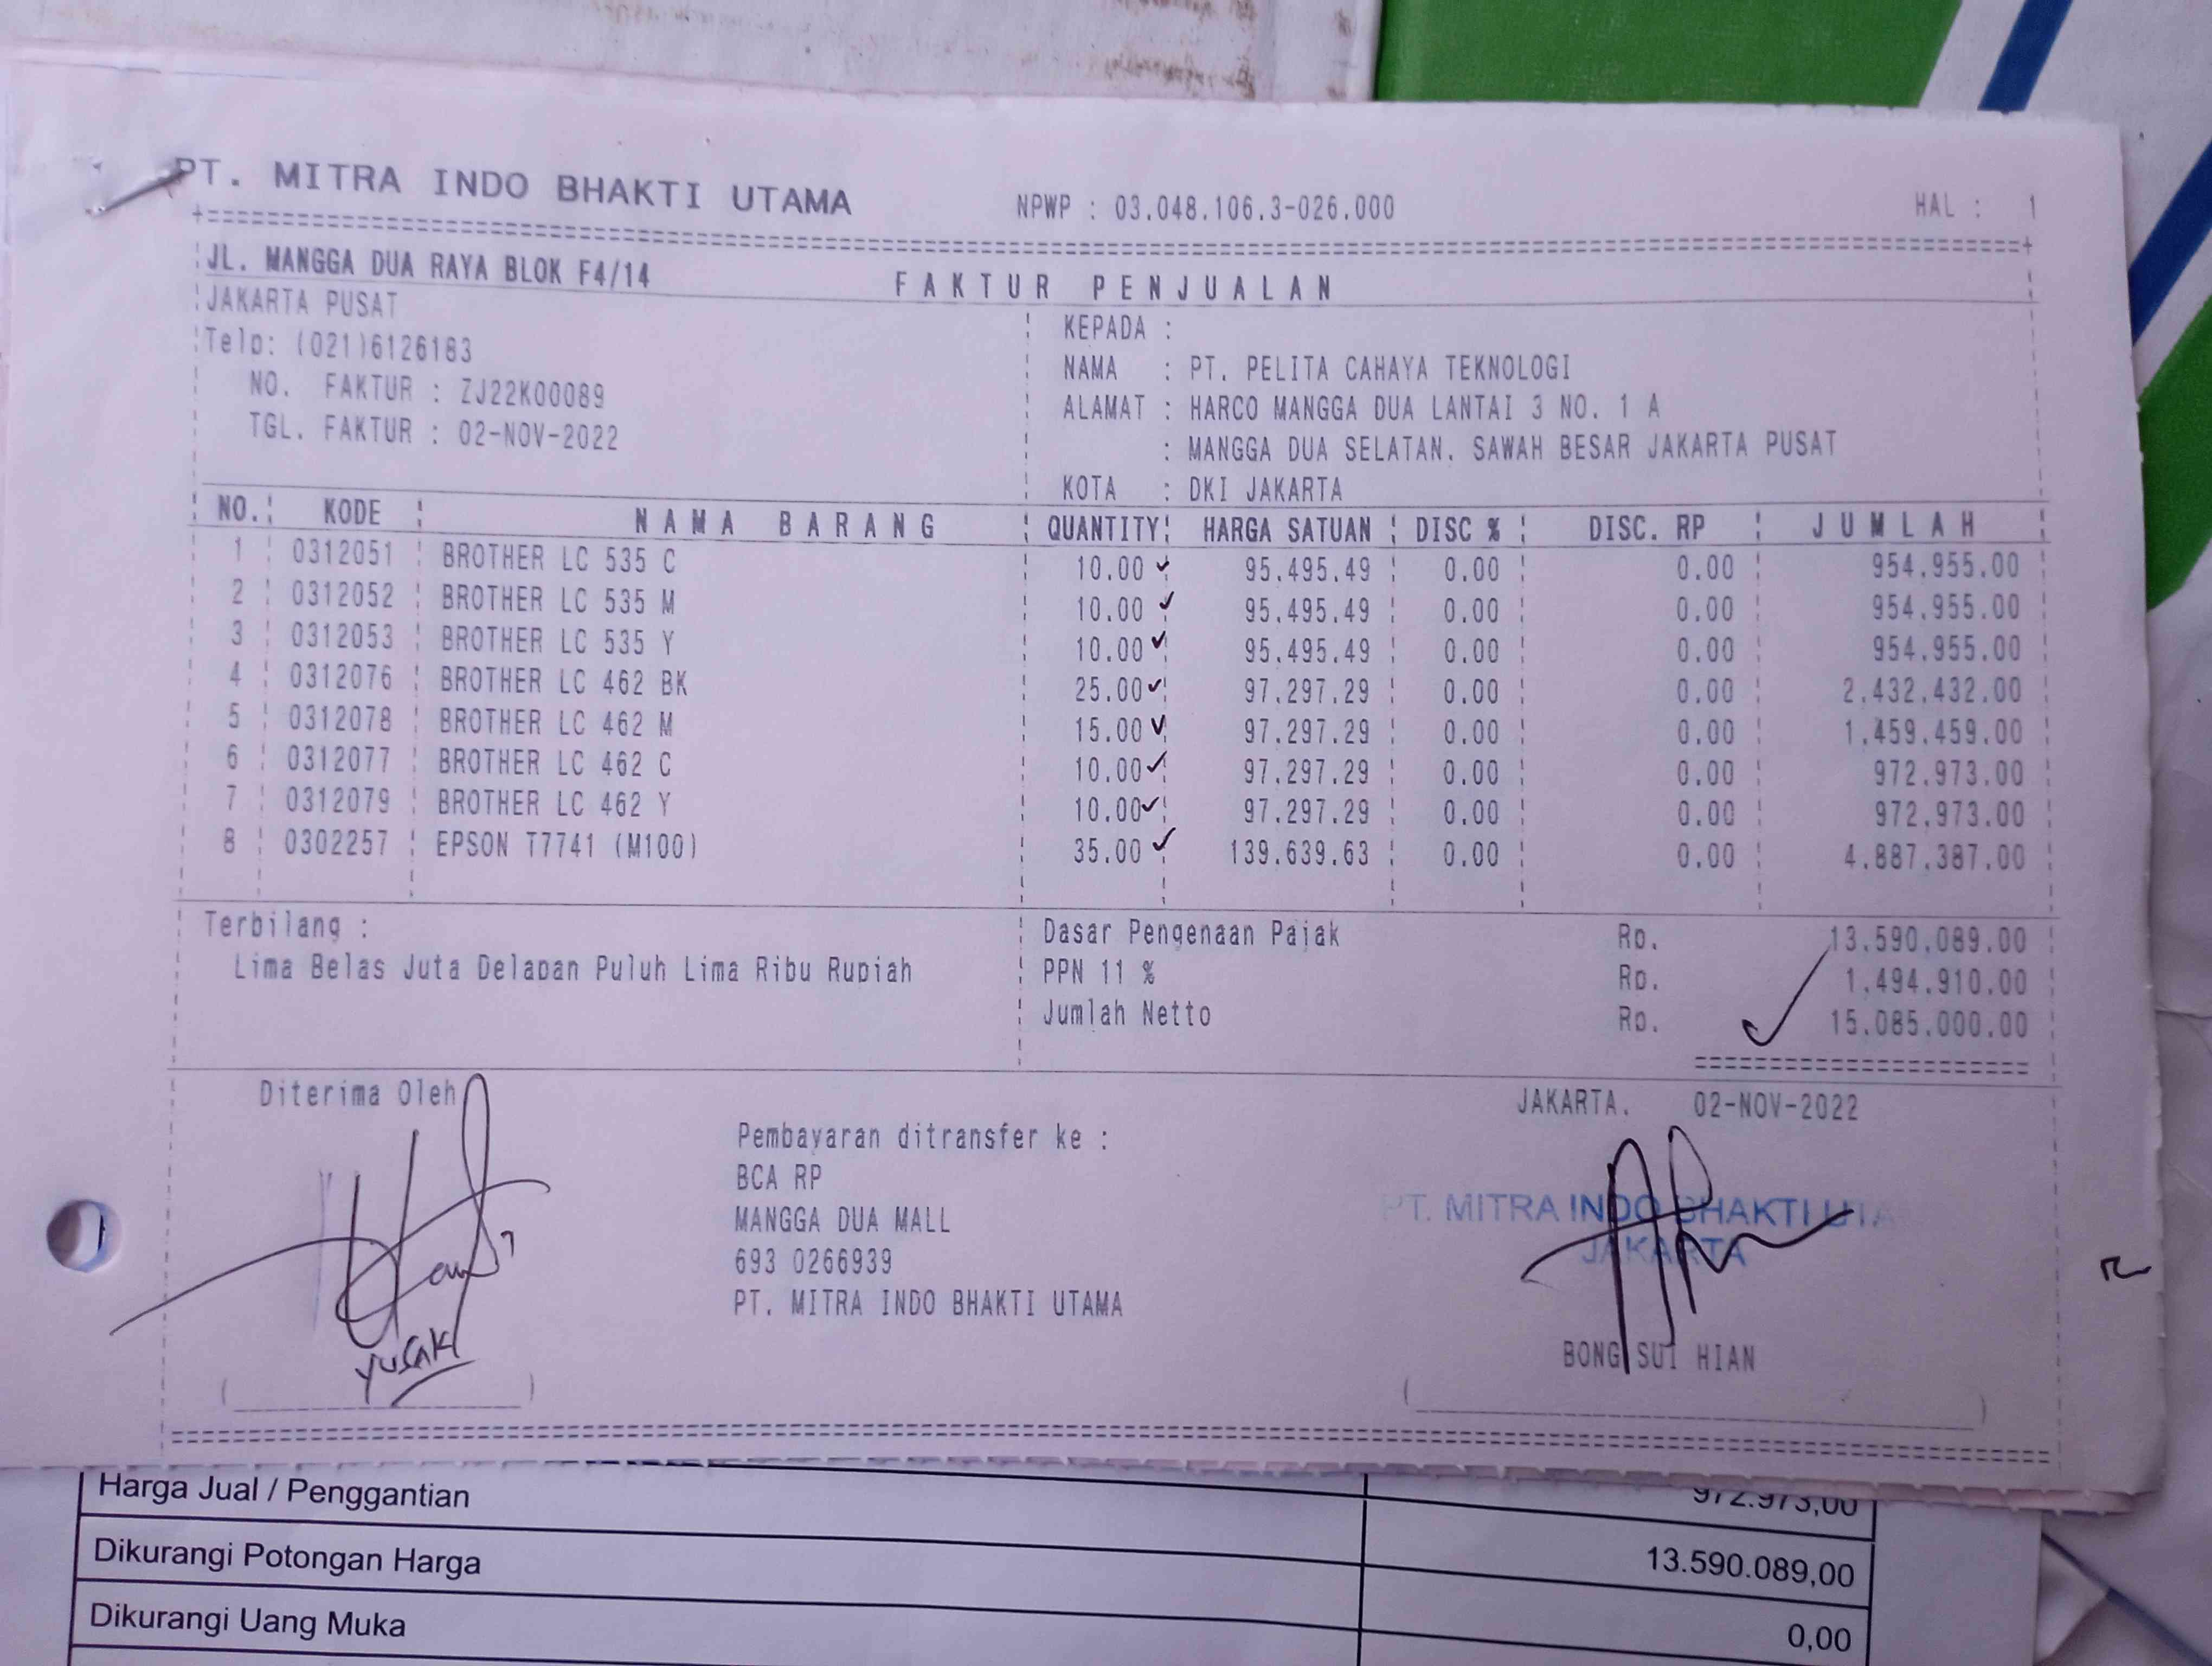 PT. MITRA INDO BHAKTI UTAMA NPWP : 03.048.106.3-026.000 HAL : 1
JL. MANGGA DUA RAYA BLOK F4/14
F A K T U R P E N J U A L A N
JAKARTA PUSAT
Telp: (021)6126183
NO. FAKTUR : ZJ22K00089
TGL. FAKTUR : 02-NOV-2022
KEPADA :
NAMA : PT. PELITA CAHAYA TEKNOLOGI
ALAMAT : HARCO MANGGA DUA LANTAI 3 NO. 1 A
: MANGGA DUA SELATAN. SAWAH BESAR JAKARTA PUSAT
KOTA : DKI JAKARTA
NO. KODE N A M A B A R A N G QUANTITY HARGA SATUAN DISC % DISC. RP J U M L A H
1 0312051 BROTHER LC 535 C 10.00 95.495.49 0.00 0.00 954.955.00
2 0312052 BROTHER LC 535 M 10.00 95.495.49 0.00 0.00 954.955.00
3 0312053 BROTHER LC 535 Y 10.00 95.495.49 0.00 0.00 954.955.00
4 0312076 BROTHER LC 462 BK 25.00 97.297.29 0.00 0.00 2.432.432.00
5 0312078 BROTHER LC 462 M 15.00 97.297.29 0.00 0.00 1.459.459.00
6 0312077 BROTHER LC 462 C 10.00 97.297.29 0.00 0.00 972.973.00
7 0312079 BROTHER LC 462 Y 10.00 97.297.29 0.00 0.00 972.973.00
8 0302257 EPSON T7741 (M100) 35.00 139.639.63 0.00 0.00 4.887.387.00
Terbilang :
Lima Belas Juta Delapan Puluh Lima Ribu Rupiah
Dasar Pengenaan Pajak Rp. 13.590.089.00
PPN 11 % Rp. 1.494.910.00
Jumlah Netto Rp. 15.085.000.00
Diterima Oleh
Yusaki
Pembayaran ditransfer ke :
BCA RP
MANGGA DUA MALL
693 0266939
PT. MITRA INDO BHAKTI UTAMA
JAKARTA. 02-NOV-2022
PT. MITRA INDO BHAKTI UTA
JAKARTA
BONG SUI HIAN
Harga Jual / Penggantian 972.973,00
Dikurangi Potongan Harga 13.590.089,00
Dikurangi Uang Muka 0,00